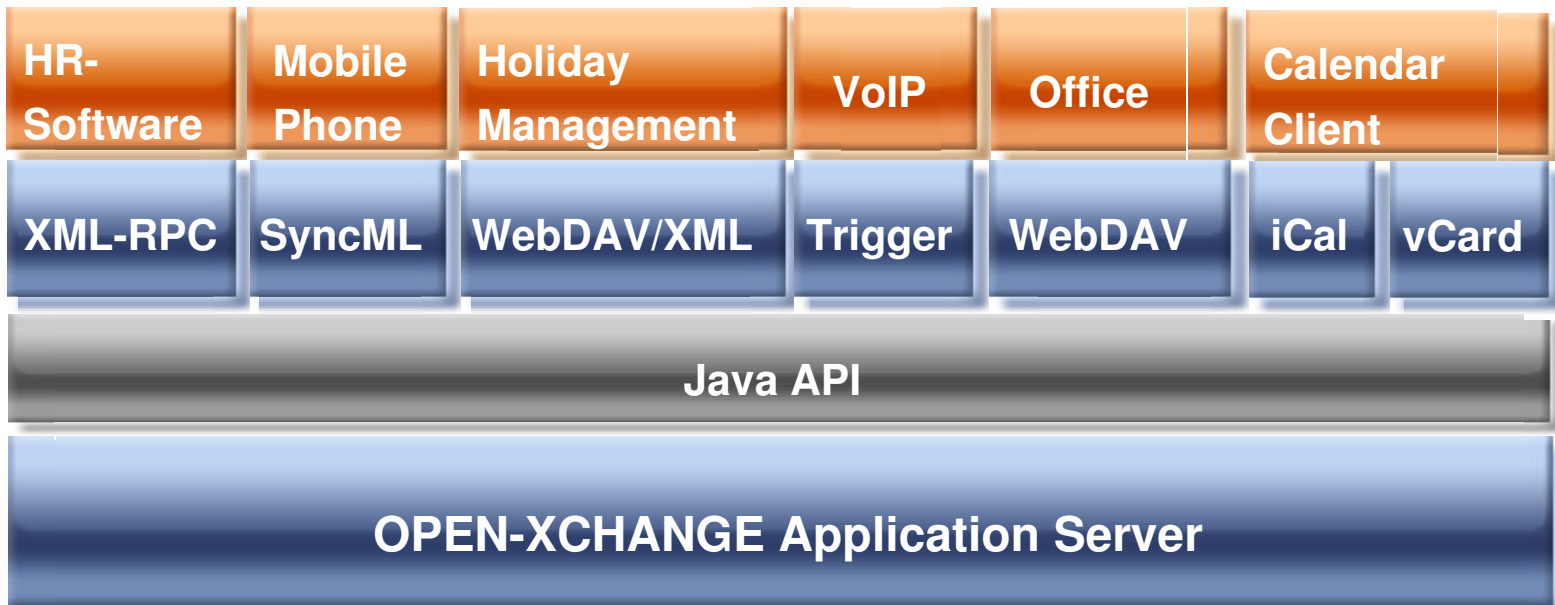 HR-
Software
Mobile
Phone
Holiday
Management
VoIP
Office
Calendar
Client
XML-RPC
SyncML
WebDAV/XML
Trigger
WebDAV
iCal
vCard
Java API
OPEN-XCHANGE Application Server